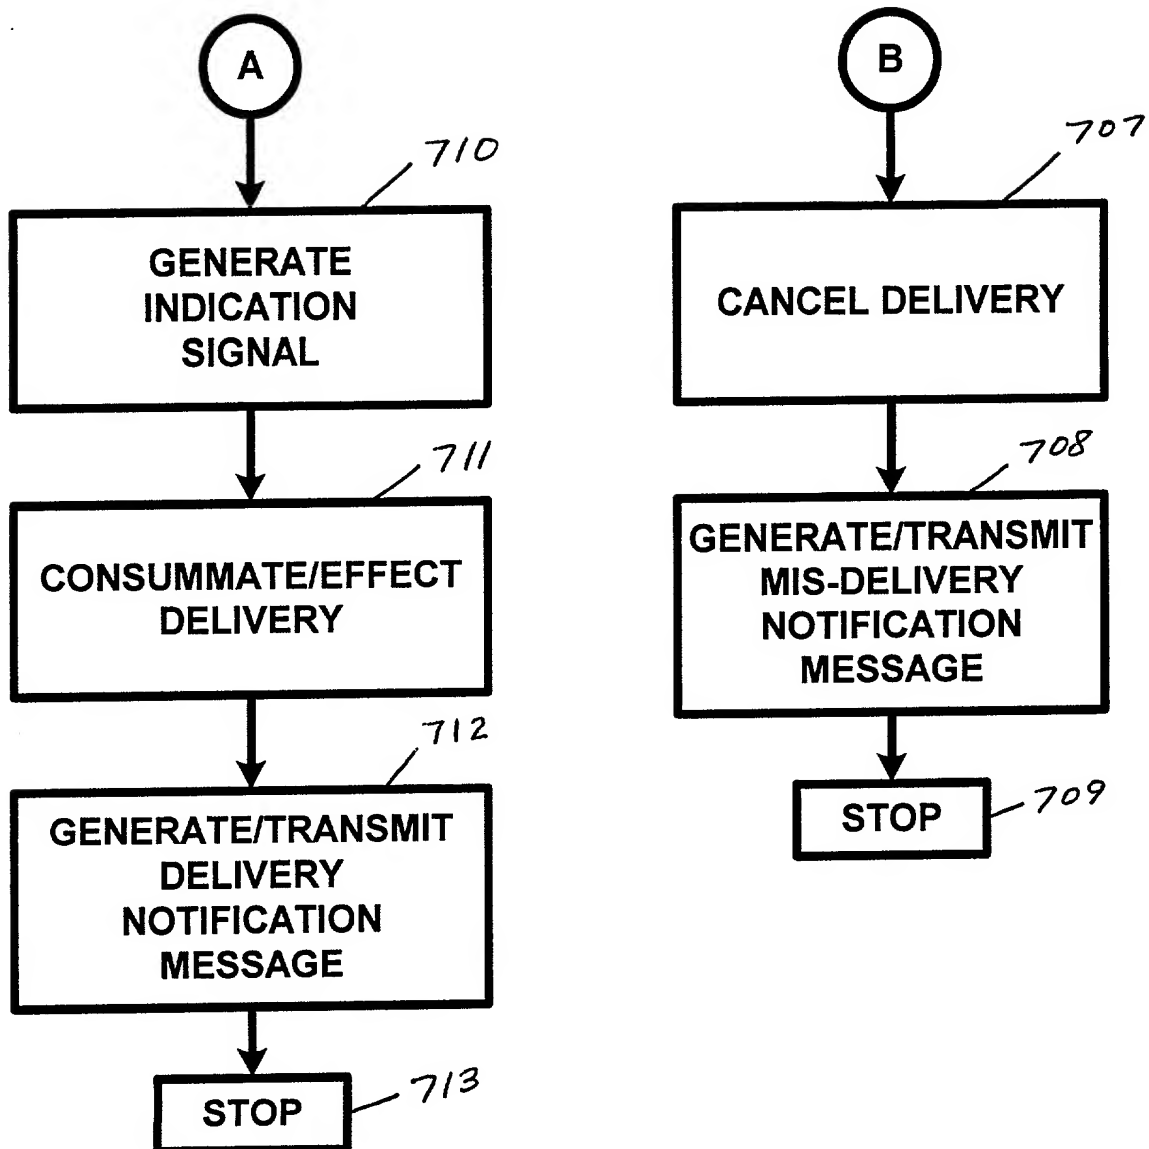 A
710
GENERATE
INDICATION
SIGNAL
711
CONSUMMATE/EFFECT
DELIVERY
712
GENERATE/TRANSMIT
DELIVERY
NOTIFICATION
MESSAGE
STOP
713
B
707
CANCEL DELIVERY
708
GENERATE/TRANSMIT
MIS-DELIVERY
NOTIFICATION
MESSAGE
STOP
709